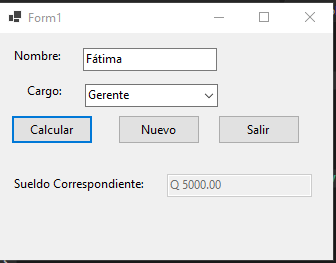 Form1
Nombre: Fátima
Cargo: Gerente
Calcular Nuevo Salir
Sueldo Correspondiente: Q 5000.00